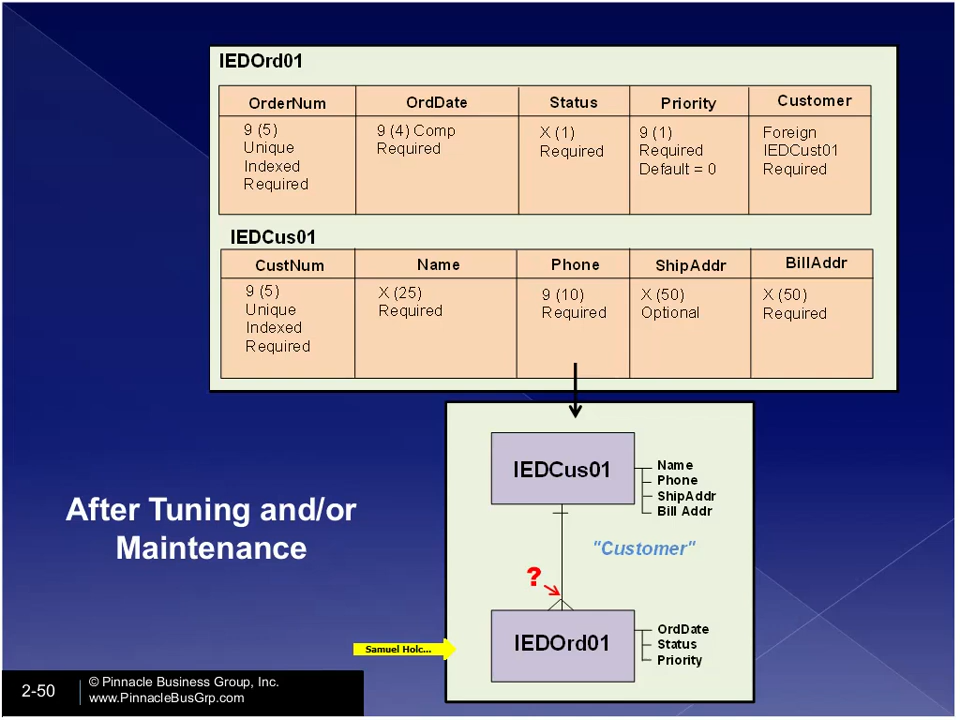 IEDOrd01
OrderNum OrdDate Status Priority Customer
9 (5) 9 (4) Comp X (1) 9 (1) Foreign
Unique Required Required Required IEDCust01
Indexed Default = 0 Required
Required
IEDCus01
CustNum Name Phone ShipAddr BillAddr
9 (5) X (25) 9 (10) X (50) X (50)
Unique Required Required Optional Required
Indexed
Required
After Tuning and/or
Maintenance
IEDCus01
Name
Phone
ShipAddr
Bill Addr
"Customer"
?
IEDOrd01
OrdDate
Status
Priority
Samuel Holc...
2-50
© Pinnacle Business Group, Inc.
www.PinnacleBusGrp.com